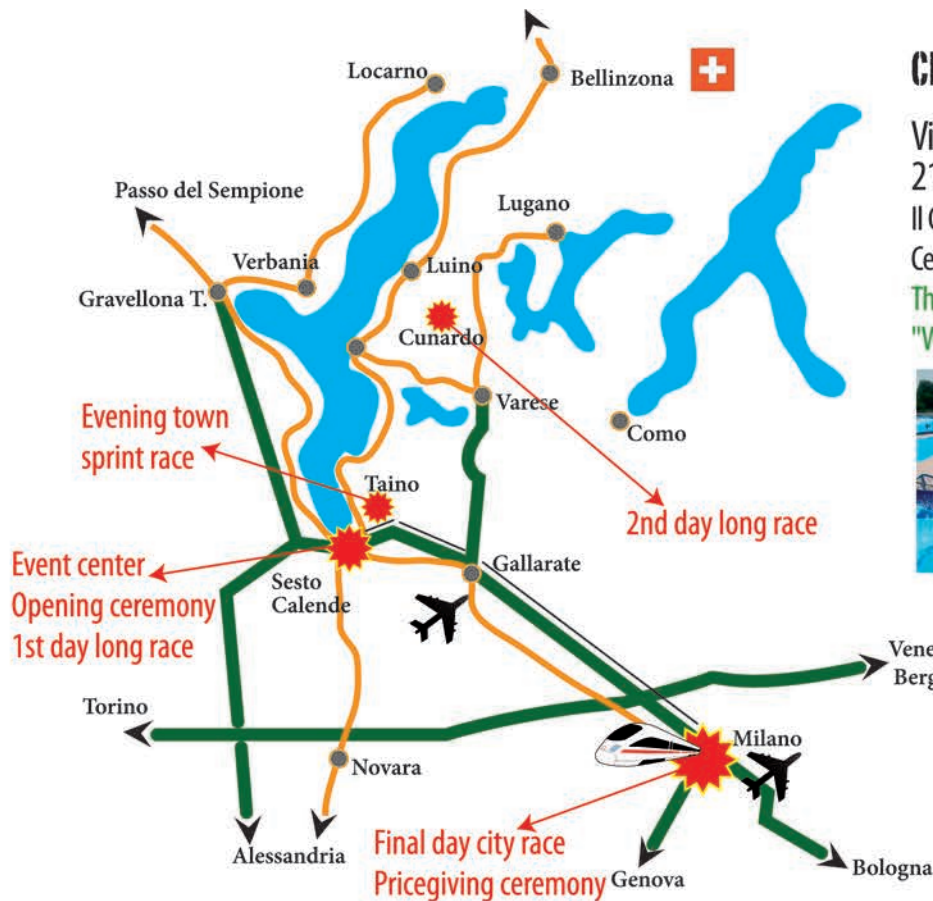 Locarno
Bellinzona
Passo del Sempione
Lugano
Verbania
Luino
Gravellona T.
Cunardo
Varese
Evening town
sprint race
Como
Taino
2nd day long race
Event center
Opening ceremony
1st day long race
Gallarate
Sesto
Calende
Torino
Milano
Novara
Alessandria
Final day city race
Pricegiving ceremony
Genova
Bologna